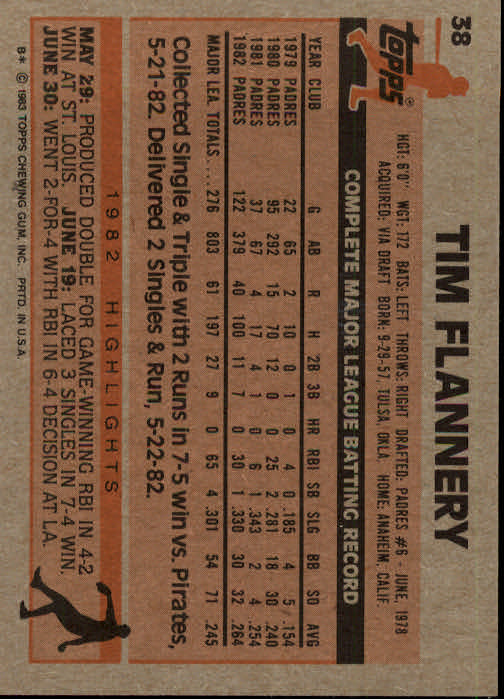 38
topps®
TIM FLANNERY
HGT: 6'0" WGT: 172 BATS: LEFT THROWS: RIGHT DRAFTED: PADRES #6 - JUNE, 1978
ACQUIRED: VIA DRAFT BORN: 9-29-57, TULSA, OKLA. HOME: ANAHEIM, CALIF.
COMPLETE MAJOR LEAGUE BATTING RECORD
YEAR CLUB G AB R H 2B 3B HR RBI SB SLG BB SO AVG
1979 PADRES 22 65 2 10 0 1 0 4 0 .185 4 5 .154
1980 PADRES 95 292 15 70 12 0 0 25 2 .281 18 30 .240
1981 PADRES 37 67 4 17 4 1 0 6 1 .343 2 4 .254
1982 PADRES 122 379 40 100 11 7 0 30 1 .330 30 32 .264
MAJOR LEA. TOTALS .... 276 803 61 197 27 9 0 65 4 .301 54 71 .245
Collected Single & Triple with 2 Runs in 7-5 win vs. Pirates,
5-21-82. Delivered 2 Singles & Run, 5-22-82.
1982 HIGHLIGHTS
MAY 29: PRODUCED DOUBLE FOR GAME-WINNING RBI IN 4-2
WIN AT ST. LOUIS. JUNE 19: LACED 3 SINGLES IN 7-4 WIN.
JUNE 30: WENT 2-FOR-4 WITH RBI IN 6-4 DECISION AT LA.
B* © 1983 TOPPS CHEWING GUM, INC. PRTD. IN U.S.A.